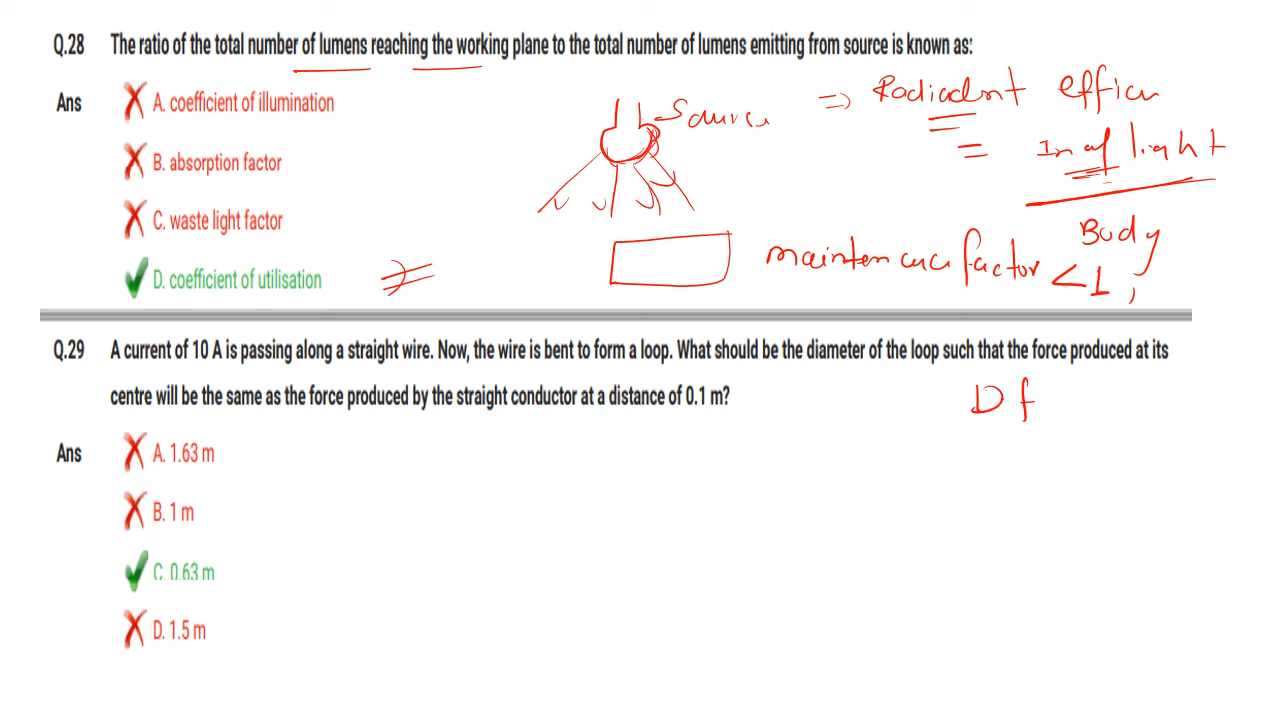 Q.28 The ratio of the total number of lumens reaching the working plane to the total number of lumens emitting from source is known as:
Ans A. coefficient of illumination
B. absorption factor
C. waste light factor
D. coefficient of utilisation
Source
=> Radiadnt efficn
= In of light
Body
maintenance factor < 1,
Q.29 A current of 10 A is passing along a straight wire. Now, the wire is bent to form a loop. What should be the diameter of the loop such that the force produced at its
centre will be the same as the force produced by the straight conductor at a distance of 0.1 m?
D f
Ans A. 1.63 m
B. 1 m
C. 0.63 m
D. 1.5 m